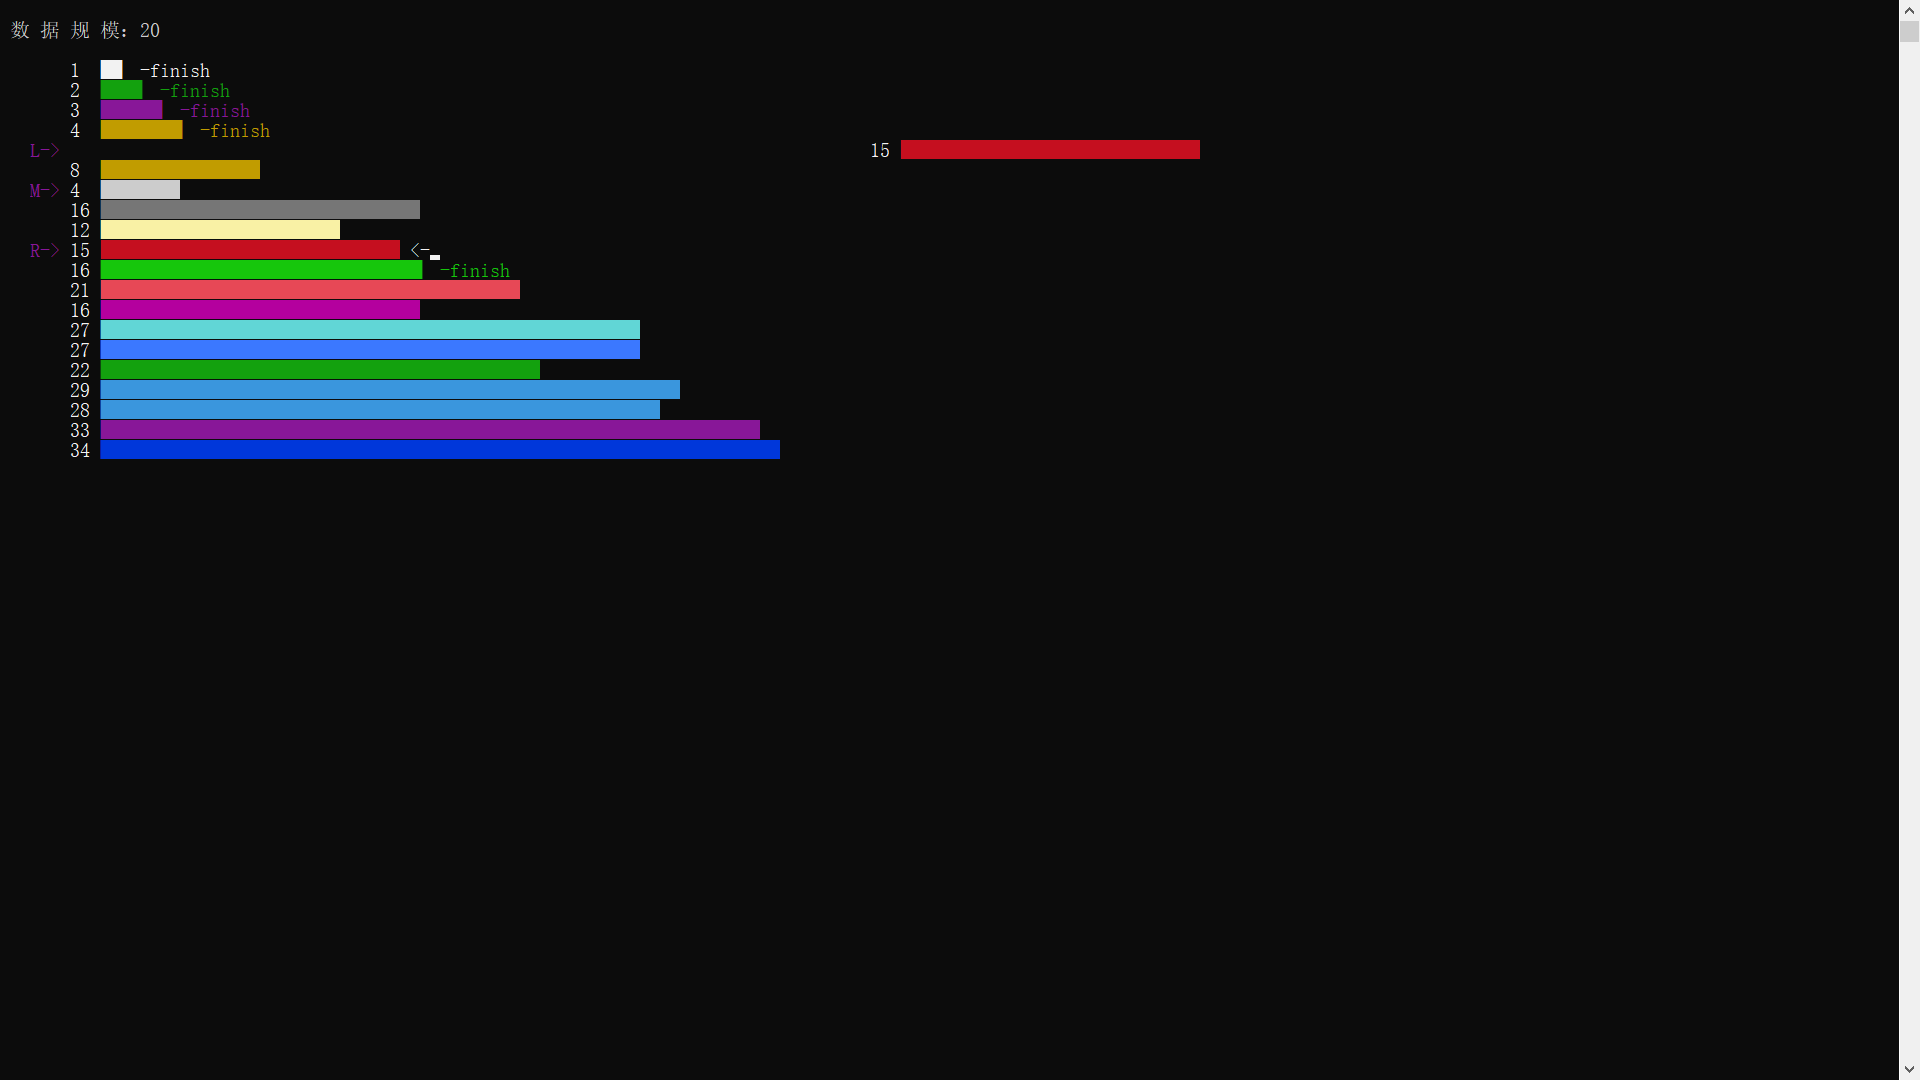 数 据 规 模: 20
1 -finish
2 -finish
3 -finish
4 -finish
L-> 15
8
M-> 4
16
12
R-> 15 <-
16 -finish
21
16
27
27
22
29
28
33
34